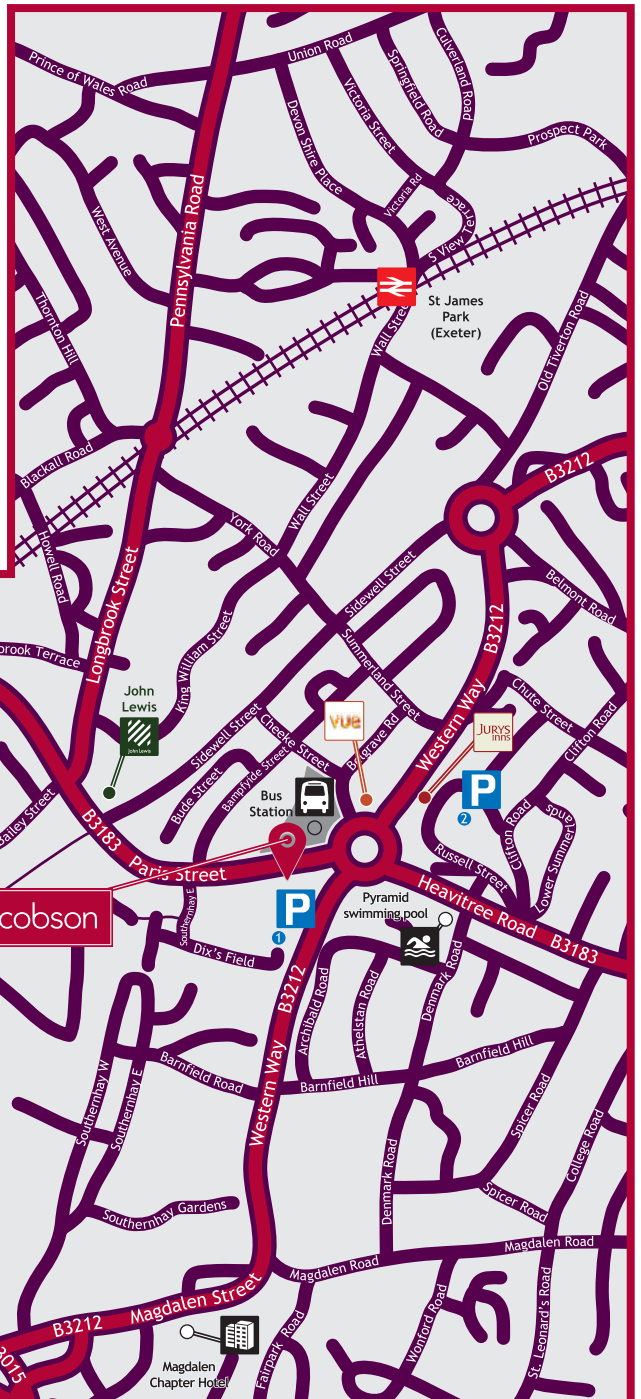 Prince of Wales Road
Union Road
Culverland Road
Springfield Road
Victoria Street
Devon Shire Place
Prospect Park
Victoria Rd
S View Terrace
West Avenue
Pennsylvania Road
St James
Park
(Exeter)
Thornton Hill
Wall Street
Old Tiverton Road
Blackall Road
B3212
Wall Street
York Road
Howell Road
Longbrook Street
Sidewell Street
Belmont Road
B3212
brook Terrace
King William Street
Summerland Street
John
Lewis
John Lewis
Chute Street
Western Way
Clifton Road
Sidewell Street
Cheeke Street
vue
Belgrave Rd
JURYS
inns
Bampfylde Street
Bude Street
Bus
Station
P
2
Bailey Street
B3183
Clifton Road
Lower Summerlands
Russell Street
Paris Street
Heavitree Road
B3183
cobson
Southernhay E
P
1
Pyramid
swimming pool
Dix's Field
B3212
Archibald Road
Athelstan Road
Denmark Road
Southernhay W
Southernhay E
Barnfield Road
Western Way
Barnfield Hill
Barnfield Hill
Spicer Road
College Road
Denmark Road
Spicer Road
Southernhay Gardens
Magdalen Road
Magdalen Road
B3212
Magdalen Street
St. Leonard's Road
Wonford Road
Fairpark Road
3015
Magdalen
Chapter Hotel